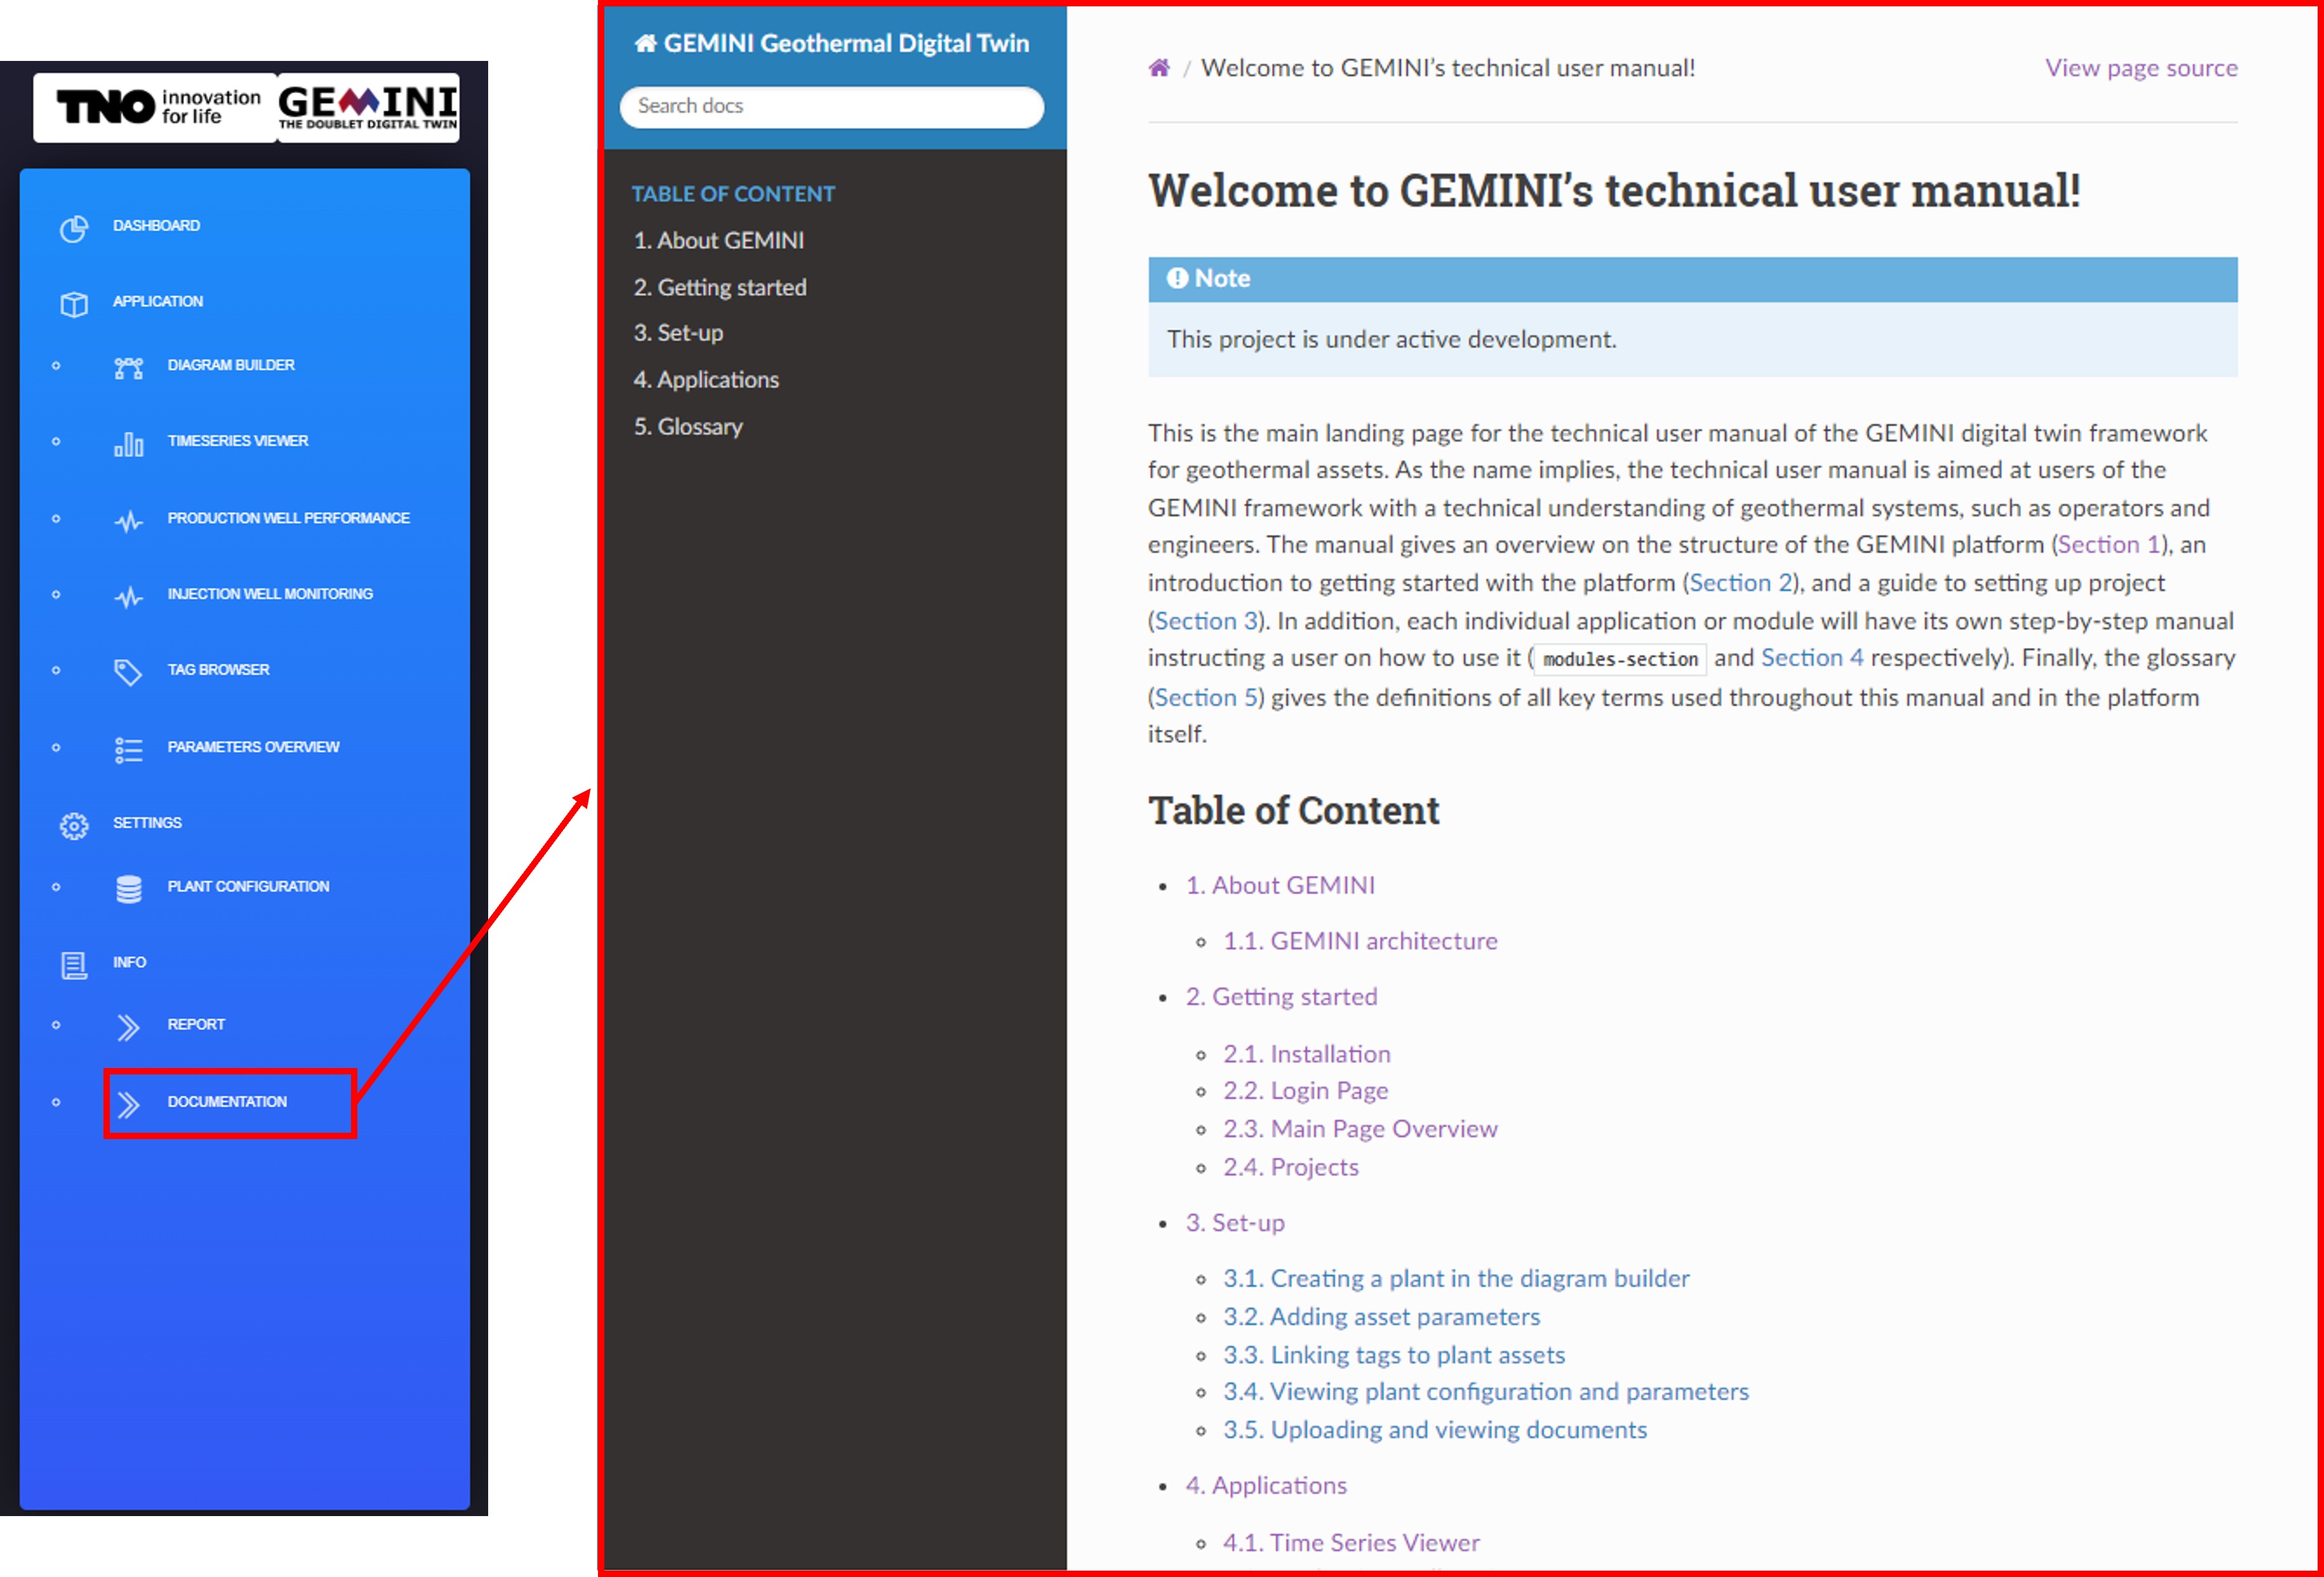 TNO innovation
for life
GEMINI
THE DOUBLET DIGITAL TWIN
DASHBOARD
APPLICATION
DIAGRAM BUILDER
TIMESERIES VIEWER
PRODUCTION WELL PERFORMANCE
INJECTION WELL MONITORING
TAG BROWSER
PARAMETERS OVERVIEW
SETTINGS
PLANT CONFIGURATION
INFO
REPORT
DOCUMENTATION
GEMINI Geothermal Digital Twin
Search docs
TABLE OF CONTENT
1. About GEMINI
2. Getting started
3. Set-up
4. Applications
5. Glossary
/ Welcome to GEMINI's technical user manual!
View page source
Welcome to GEMINI's technical user manual!
Note
This project is under active development.
This is the main landing page for the technical user manual of the GEMINI digital twin framework
for geothermal assets. As the name implies, the technical user manual is aimed at users of the
GEMINI framework with a technical understanding of geothermal systems, such as operators and
engineers. The manual gives an overview on the structure of the GEMINI platform (Section 1), an
introduction to getting started with the platform (Section 2), and a guide to setting up project
(Section 3). In addition, each individual application or module will have its own step-by-step manual
instructing a user on how to use it ( modules-section and Section 4 respectively). Finally, the glossary
(Section 5) gives the definitions of all key terms used throughout this manual and in the platform
itself.
Table of Content
• 1. About GEMINI
◦ 1.1. GEMINI architecture
• 2. Getting started
◦ 2.1. Installation
◦ 2.2. Login Page
◦ 2.3. Main Page Overview
◦ 2.4. Projects
• 3. Set-up
◦ 3.1. Creating a plant in the diagram builder
◦ 3.2. Adding asset parameters
◦ 3.3. Linking tags to plant assets
◦ 3.4. Viewing plant configuration and parameters
◦ 3.5. Uploading and viewing documents
• 4. Applications
◦ 4.1. Time Series Viewer